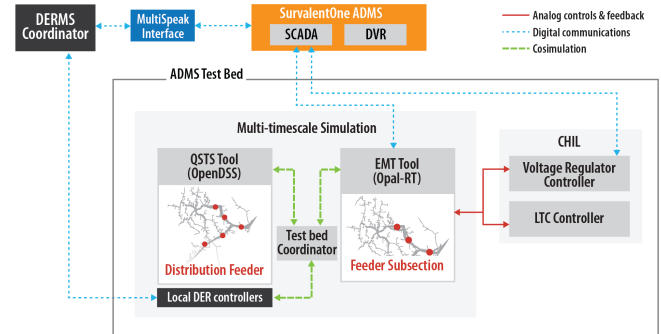 DERMS
Coordinator
MultiSpeak
Interface
SurvalentOne ADMS
SCADA
DVR
Analog controls & feedback
Digital communications
Cosimulation
ADMS Test Bed
Multi-timescale Simulation
QSTS Tool
(OpenDSS)
Distribution Feeder
Local DER controllers
Test bed
Coordinator
EMT Tool
(Opal-RT)
Feeder Subsection
CHIL
Voltage Regulator
Controller
LTC Controller